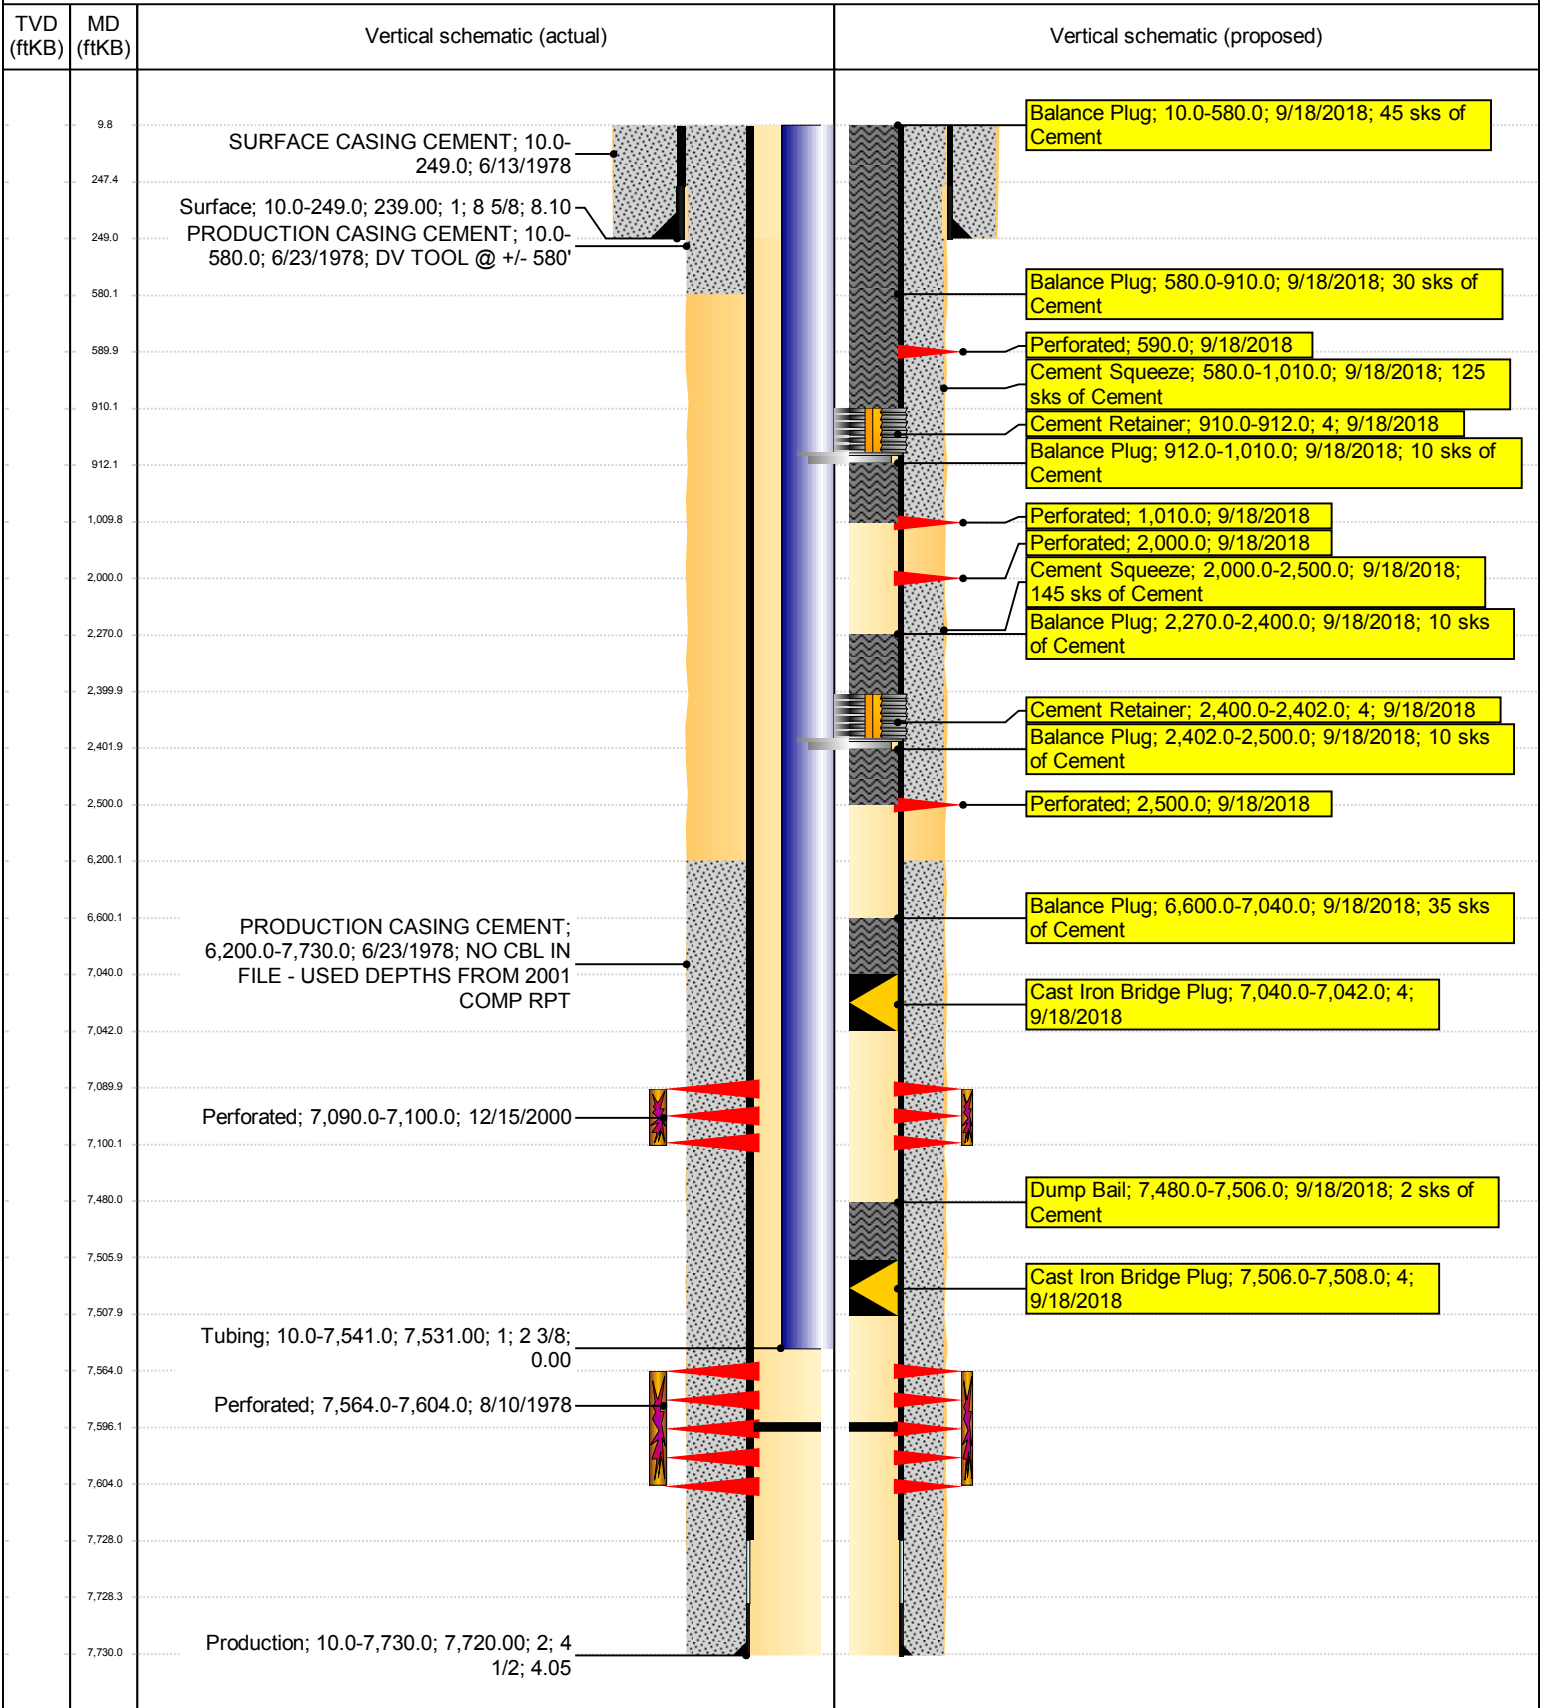 TVD
(ftKB)
MD
(ftKB)
Vertical schematic (actual)
Vertical schematic (proposed)
9.8
247.4
249.0
580.1
589.9
910.1
912.1
1,009.8
2,000.0
2,270.0
2,399.9
2,401.9
2,500.0
6,200.1
6,600.1
7,040.0
7,042.0
7,089.9
7,100.1
7,480.0
7,505.9
7,507.9
7,564.0
7,596.1
7,604.0
7,728.0
7,728.3
7,730.0
SURFACE CASING CEMENT; 10.0-
249.0; 6/13/1978
Surface; 10.0-249.0; 239.00; 1; 8 5/8; 8.10
PRODUCTION CASING CEMENT; 10.0-
580.0; 6/23/1978; DV TOOL @ +/- 580'
PRODUCTION CASING CEMENT;
6,200.0-7,730.0; 6/23/1978; NO CBL IN
FILE - USED DEPTHS FROM 2001
COMP RPT
Perforated; 7,090.0-7,100.0; 12/15/2000
Tubing; 10.0-7,541.0; 7,531.00; 1; 2 3/8;
0.00
Perforated; 7,564.0-7,604.0; 8/10/1978
Production; 10.0-7,730.0; 7,720.00; 2; 4
1/2; 4.05
Balance Plug; 10.0-580.0; 9/18/2018; 45 sks of
Cement
Balance Plug; 580.0-910.0; 9/18/2018; 30 sks of
Cement
Perforated; 590.0; 9/18/2018
Cement Squeeze; 580.0-1,010.0; 9/18/2018; 125
sks of Cement
Cement Retainer; 910.0-912.0; 4; 9/18/2018
Balance Plug; 912.0-1,010.0; 9/18/2018; 10 sks of
Cement
Perforated; 1,010.0; 9/18/2018
Perforated; 2,000.0; 9/18/2018
Cement Squeeze; 2,000.0-2,500.0; 9/18/2018;
145 sks of Cement
Balance Plug; 2,270.0-2,400.0; 9/18/2018; 10 sks
of Cement
Cement Retainer; 2,400.0-2,402.0; 4; 9/18/2018
Balance Plug; 2,402.0-2,500.0; 9/18/2018; 10 sks
of Cement
Perforated; 2,500.0; 9/18/2018
Balance Plug; 6,600.0-7,040.0; 9/18/2018; 35 sks
of Cement
Cast Iron Bridge Plug; 7,040.0-7,042.0; 4;
9/18/2018
Dump Bail; 7,480.0-7,506.0; 9/18/2018; 2 sks of
Cement
Cast Iron Bridge Plug; 7,506.0-7,508.0; 4;
9/18/2018